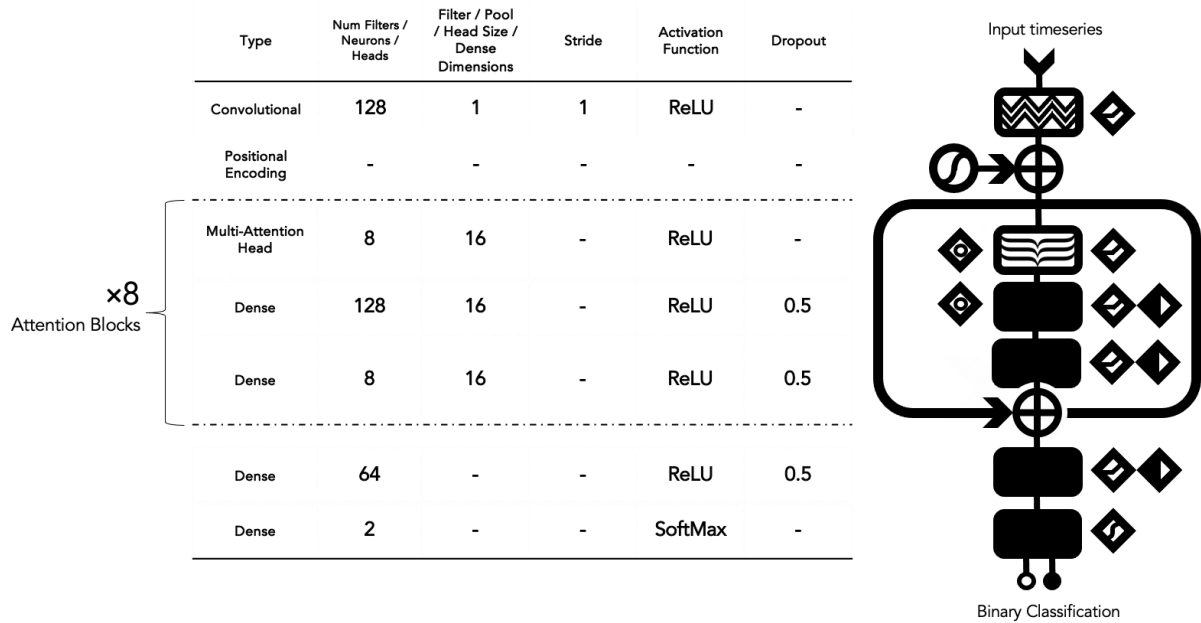 Type
Num Filters /
Neurons /
Heads
Filter / Pool
/ Head Size /
Dense
Dimensions
Stride
Activation
Function
Dropout
Convolutional 128 1 1 ReLU -
Positional
Encoding
- - - - -
Multi-Attention
Head
8 16 - ReLU -
Dense 128 16 - ReLU 0.5
Dense 8 16 - ReLU 0.5
×8
Attention Blocks
Dense 64 - - ReLU 0.5
Dense 2 - - SoftMax -
Input timeseries
Binary Classification